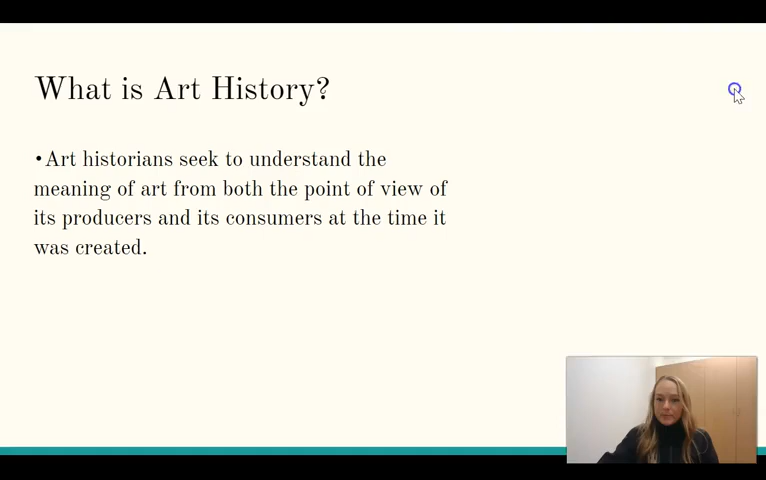 What is Art History?
•Art historians seek to understand the
meaning of art from both the point of view of
its producers and its consumers at the time it
was created.